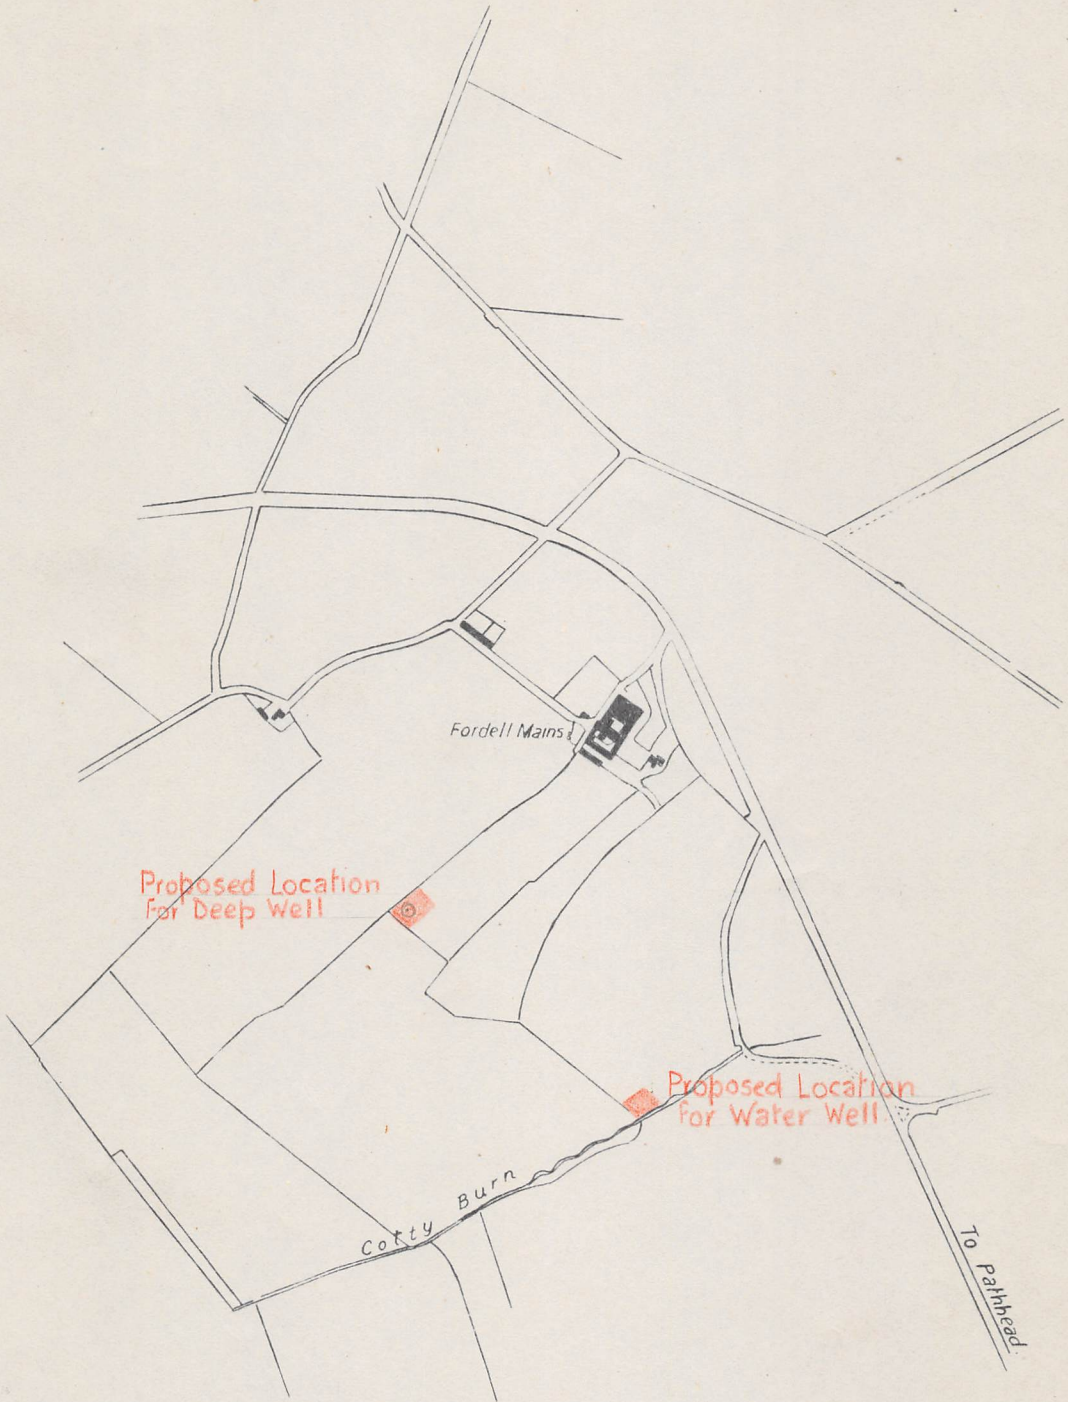 Fordell Mains
Proposed Location
For Deep Well
Proposed Location
for Water Well.
Cotty Burn
To Pathhead.